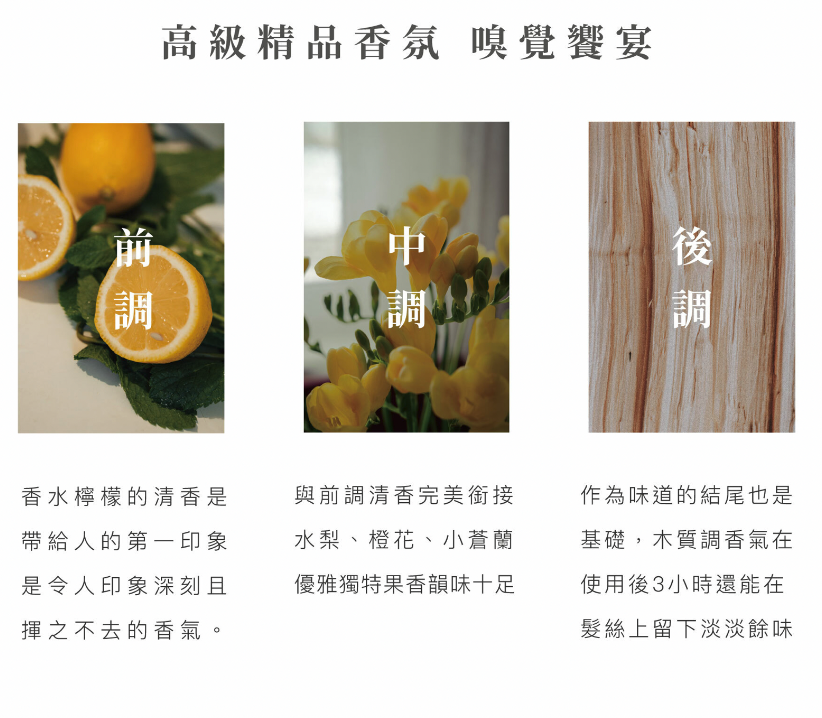 高級精品香氛 嗅覺饗宴
前調
中調
後調
香水檸檬的清香是
帶給人的第一印象
是令人印象深刻且
揮之不去的香氣。
與前調清香完美銜接
水梨、橙花、小蒼蘭
優雅獨特果香韻味十足
作為味道的結尾也是
基礎，木質調香氣在
使用後3小時還能在
髮絲上留下淡淡餘味